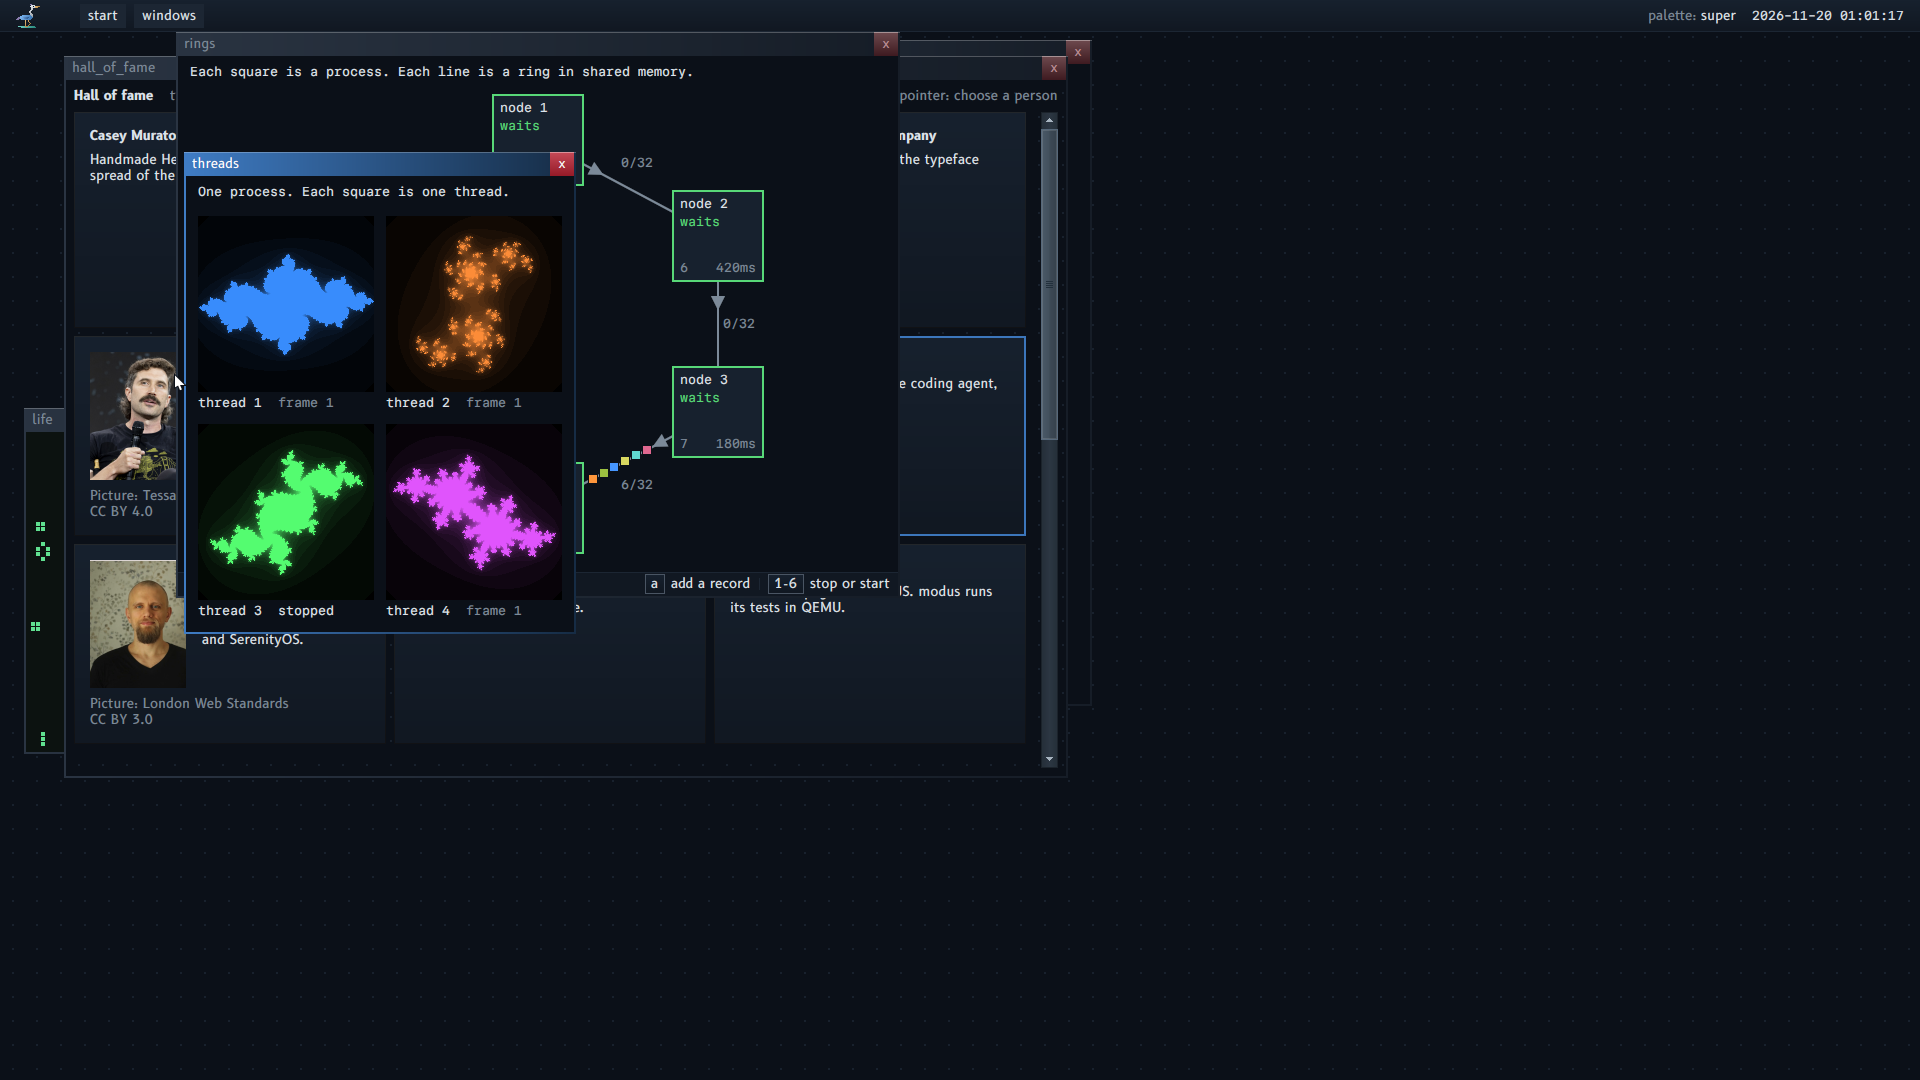 start windows palette: super 2026-11-20 01:01:17
rings x
x
hall_of_fame x
Each square is a process. Each line is a ring in shared memory.
Hall of fame pointer: choose a person
node 1
waits
Casey Murato
Handmade He
spread of the
mpany
the typeface
threads x
One process. Each square is one thread.
0/32
node 2
waits
6 420ms
0/32
node 3
waits
7 180ms
6/32
thread 1 frame 1
thread 2 frame 1
thread 3 stopped
thread 4 frame 1
e coding agent,
life
Picture: Tessa
CC BY 4.0
a add a record 1-6 stop or start
e.
OS. modus runs
its tests in QEMU.
and SerenityOS.
Picture: London Web Standards
CC BY 3.0